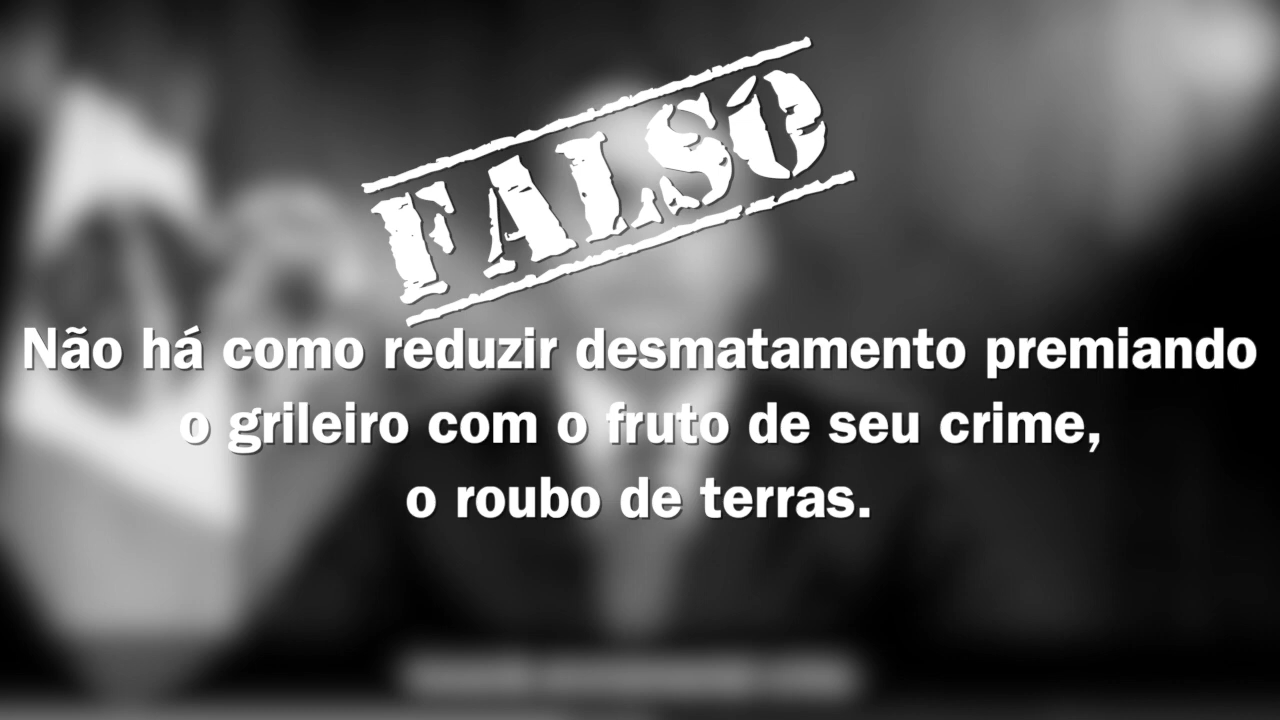 FALSO
Não há como reduzir desmatamento premiando
o grileiro com o fruto de seu crime,
o roubo de terras.